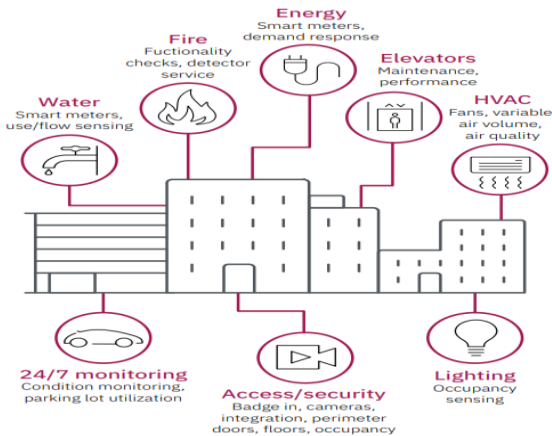 Energy
Smart meters,
demand response
Fire
Fuctionality
checks, detector
service
Elevators
Maintenance,
performance
Water
Smart meters,
use/flow sensing
HVAC
Fans, variable
air volume,
air quality
24/7 monitoring
Condition monitoring,
parking lot utilization
Access/security
Badge in, cameras,
integration, perimeter
doors, floors, occupancy
Lighting
Occupancy
sensing